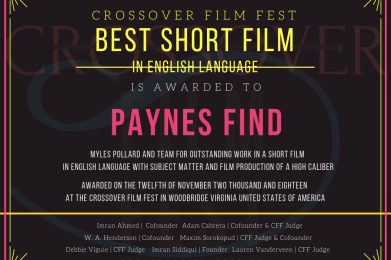 CROSSOVER FILM FEST
BEST SHORT FILM
IN ENGLISH LANGUAGE
IS AWARDED TO
PAYNES FIND
MYLES POLLARD AND TEAM FOR OUTSTANDING WORK IN A SHORT FILM
IN ENGLISH LANGUAGE WITH SUBJECT MATTER AND FILM PRODUCTION OF A HIGH CALIBER
AWARDED ON THE TWELFTH OF NOVEMBER TWO THOUSAND AND EIGHTEEN
AT THE CROSSOVER FILM FEST IN WOODBRIDGE VIRGINIA UNITED STATES OF AMERICA
Imran Ahmed | Cofounder Adam Cabrera | Cofounder & CFF Judge
W. A. Henderson | Cofounder Maxim Sorokopud | CFF Judge & Cofounder
Debbie Vigule | CFF Judge Imran Siddiqui | Founder Lauren Vanderveen | CFF Judge